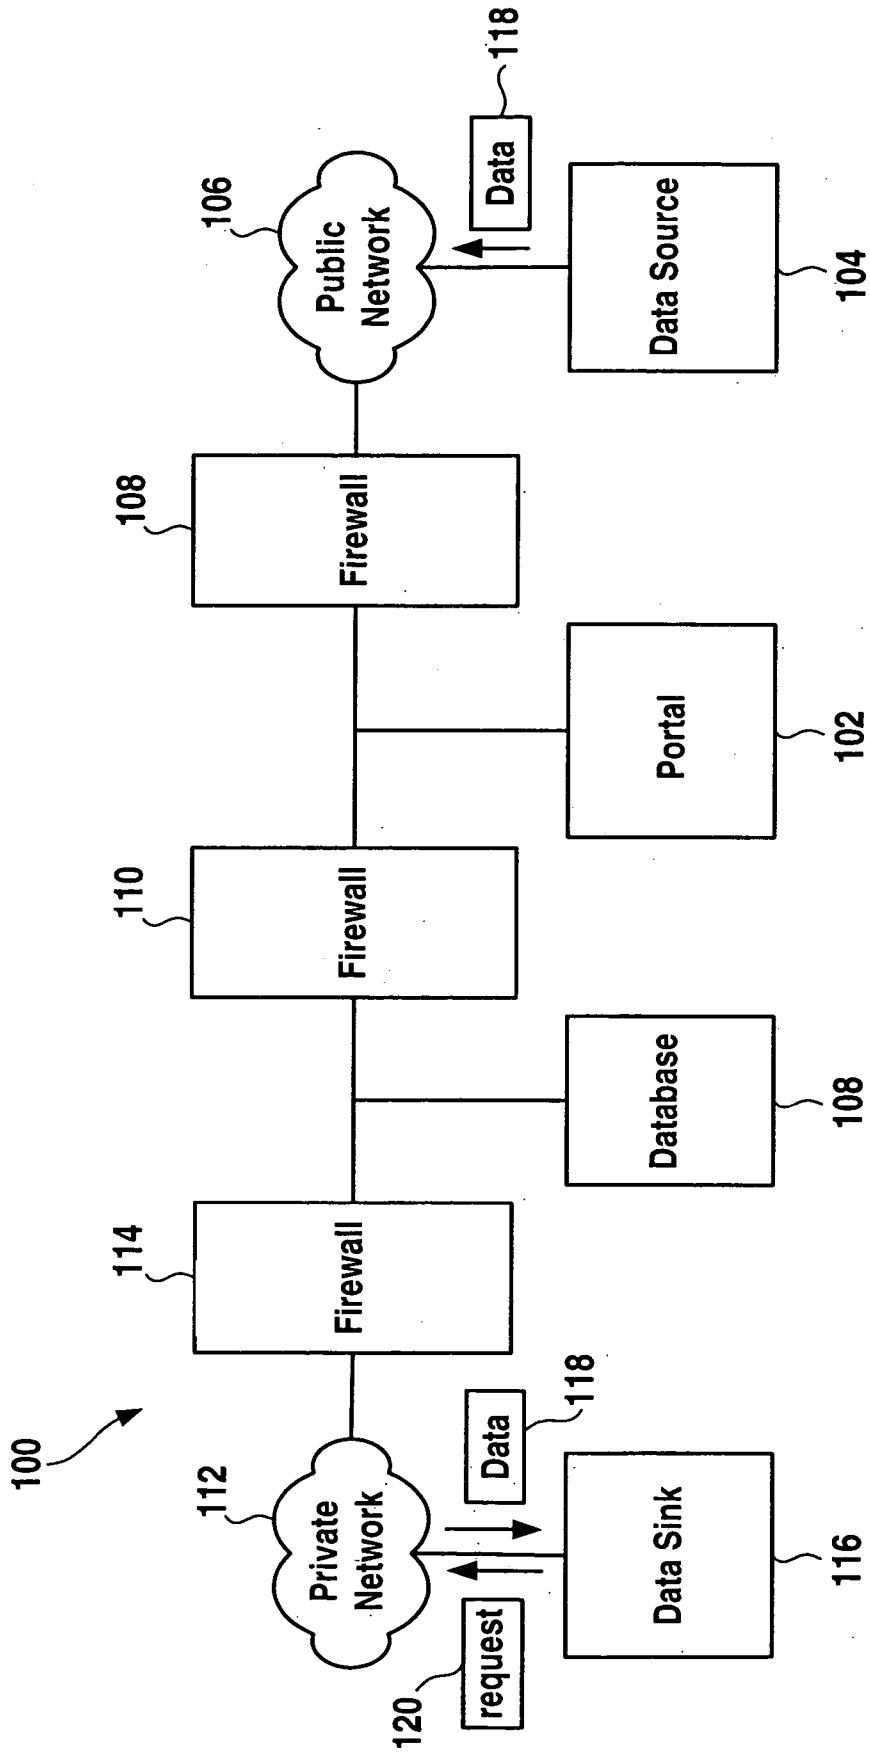 100
112
Private
Network
120
request
Data
118
Data Sink
116
114
Firewall
Database
108
110
Firewall
Portal
102
108
Firewall
106
Public
Network
Data
118
Data Source
104